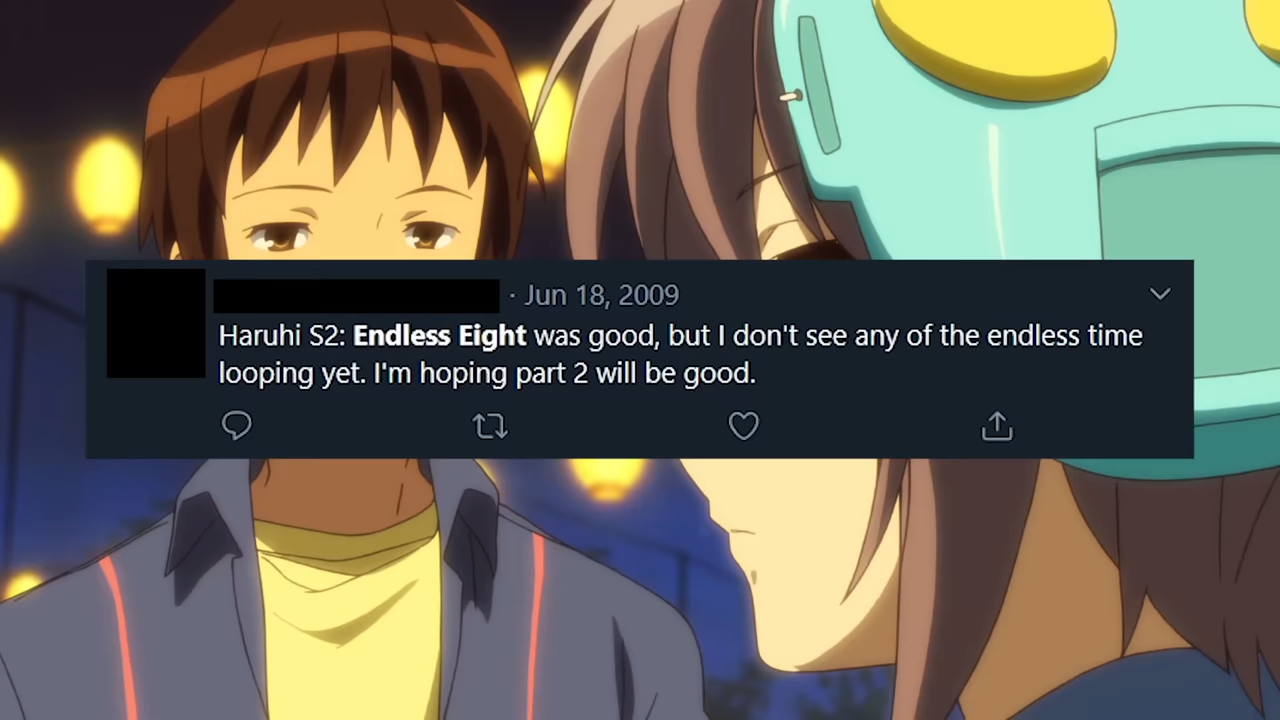 · Jun 18, 2009
Haruhi S2: Endless Eight was good, but I don't see any of the endless time
looping yet. I'm hoping part 2 will be good.